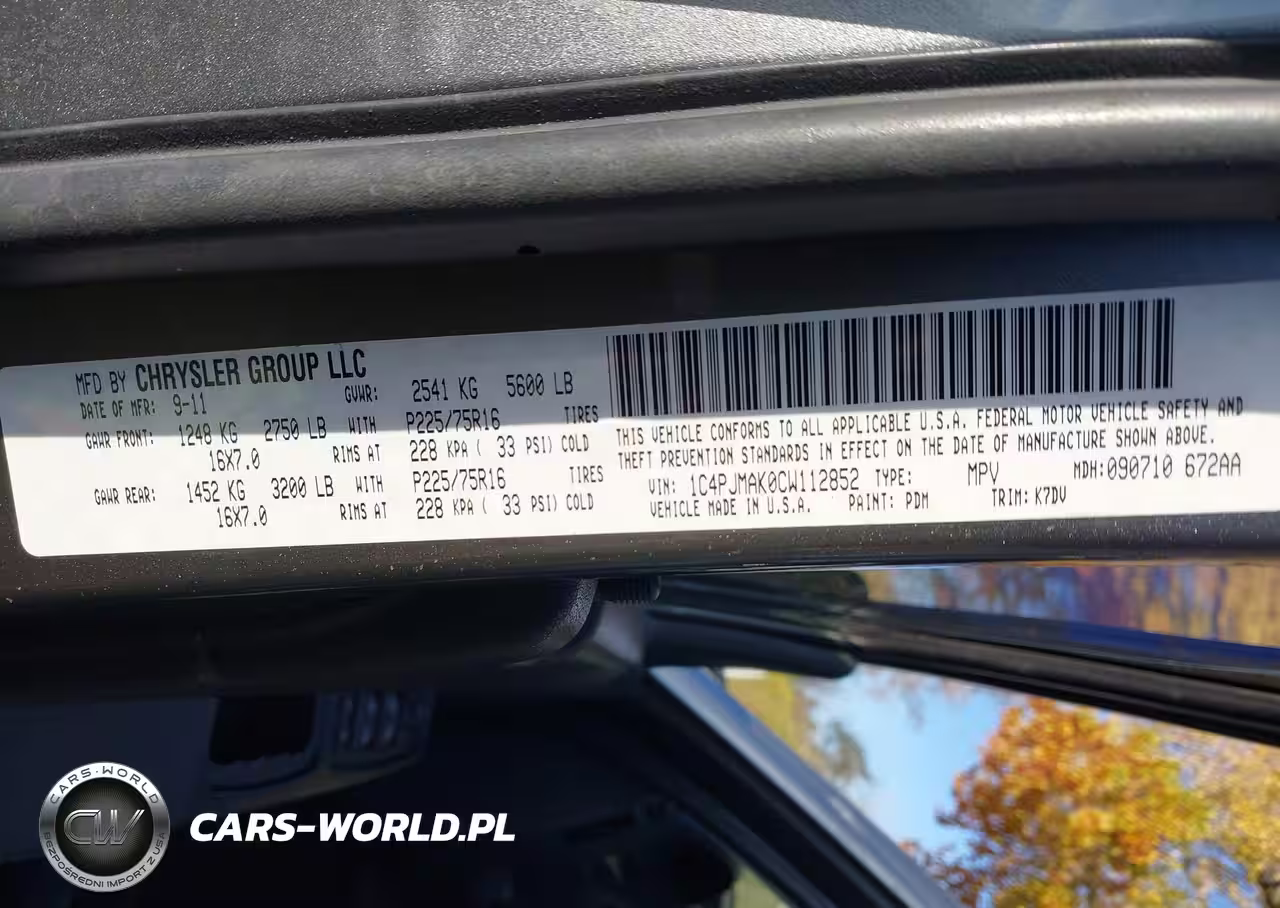 MFD BY CHRYSLER GROUP LLC
DATE OF MFR: 9-11 GVWR: 2541 KG 5600 LB
GAWR FRONT: 1248 KG 2750 LB WITH P225/75R16 TIRES
16X7.0 RIMS AT 228 KPA ( 33 PSI) COLD
GAWR REAR: 1452 KG 3200 LB WITH P225/75R16 TIRES
16X7.0 RIMS AT 228 KPA ( 33 PSI) COLD
THIS VEHICLE CONFORMS TO ALL APPLICABLE U.S.A. FEDERAL MOTOR VEHICLE SAFETY AND
THEFT PREVENTION STANDARDS IN EFFECT ON THE DATE OF MANUFACTURE SHOWN ABOVE.
VIN: 1C4PJMAK0CW112852 TYPE: MPV MDH:090710 672AA
VEHICLE MADE IN U.S.A. PAINT: PDM TRIM: K7DV
CARS-WORLD
CW
BEZPOŚREDNI IMPORT Z USA
CARS-WORLD.PL